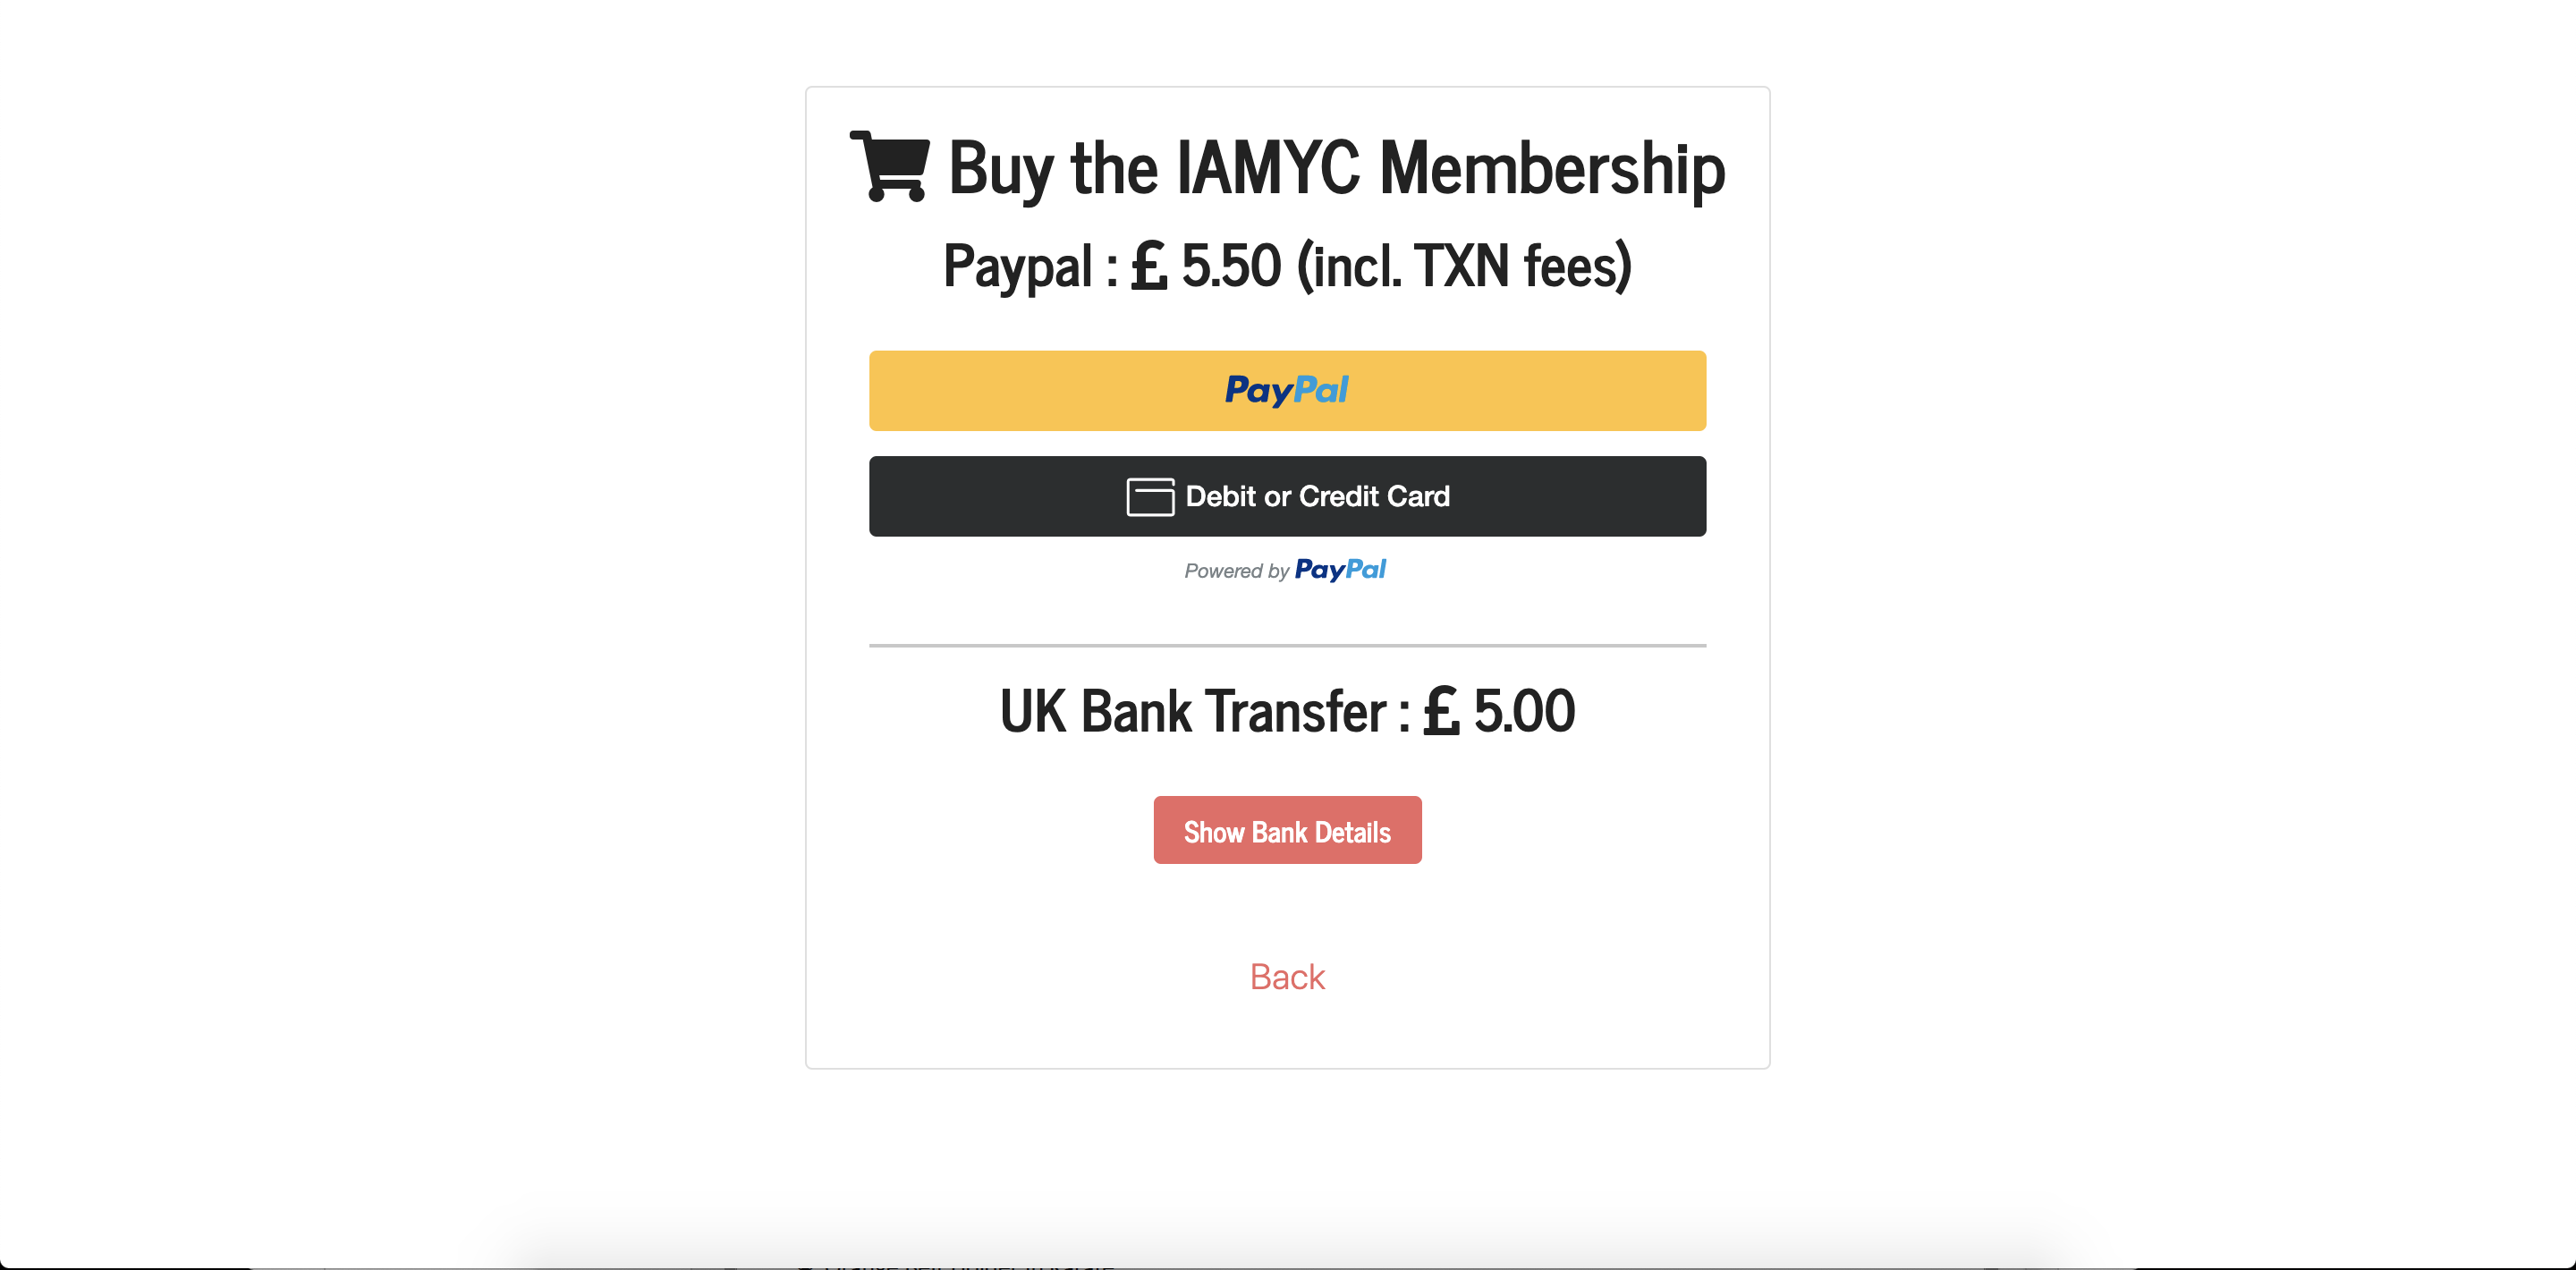 Buy the IAMYC Membership
Paypal : £ 5.50 (incl. TXN fees)
PayPal
Debit or Credit Card
Powered by PayPal
UK Bank Transfer : £ 5.00
Show Bank Details
Back